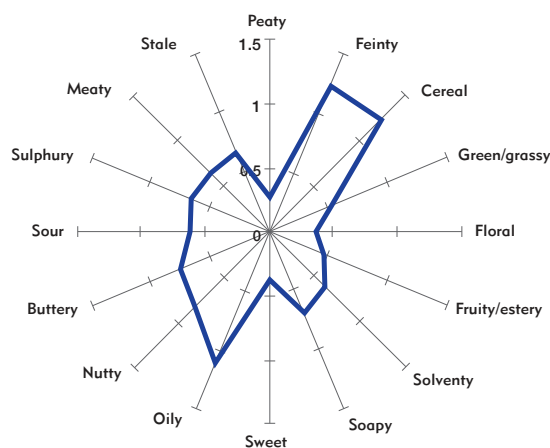 Peaty
1.5
Feinty
Stale
Cereal
Meaty
1
Green/grassy
Sulphury
0.5
Sour
0
Floral
Buttery
Fruity/estery
Nutty
Solventy
Oily
Soapy
Sweet